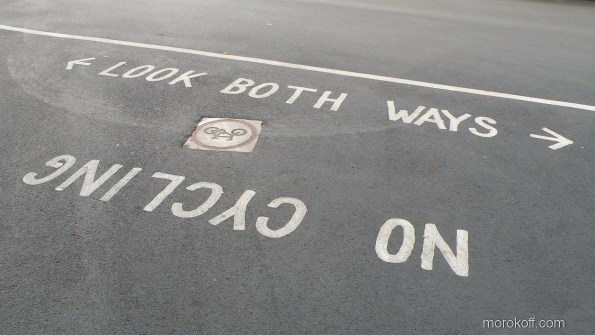 ← LOOK BOTH WAYS →
NO CYCLING
morokoff.com